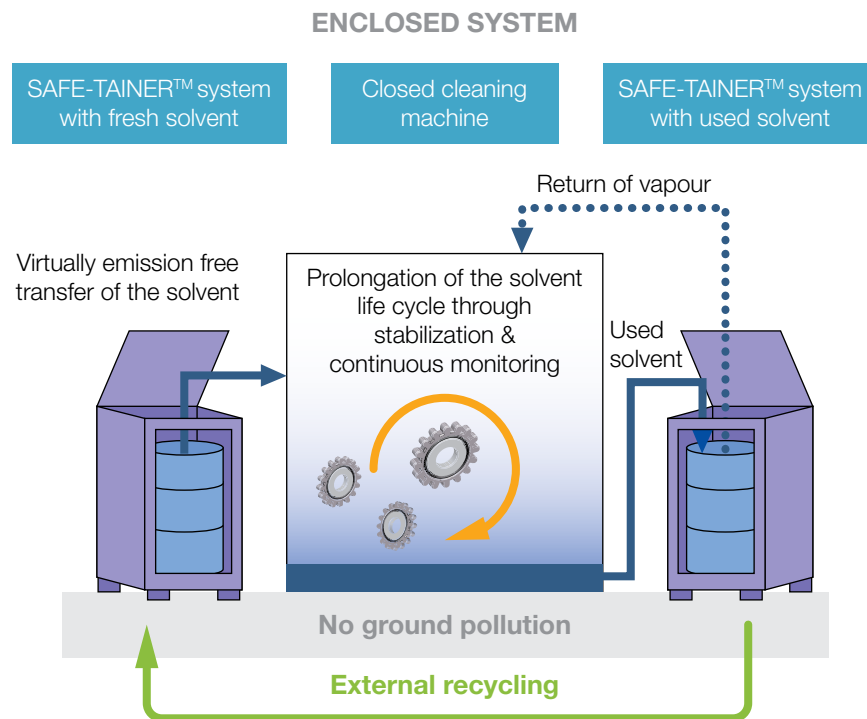 ENCLOSED SYSTEM
SAFE-TAINER™ system
with fresh solvent
Closed cleaning
machine
SAFE-TAINER™ system
with used solvent
Return of vapour
Virtually emission free
transfer of the solvent
Prolongation of the solvent
life cycle through
stabilization &
continuous monitoring
Used
solvent
No ground pollution
External recycling